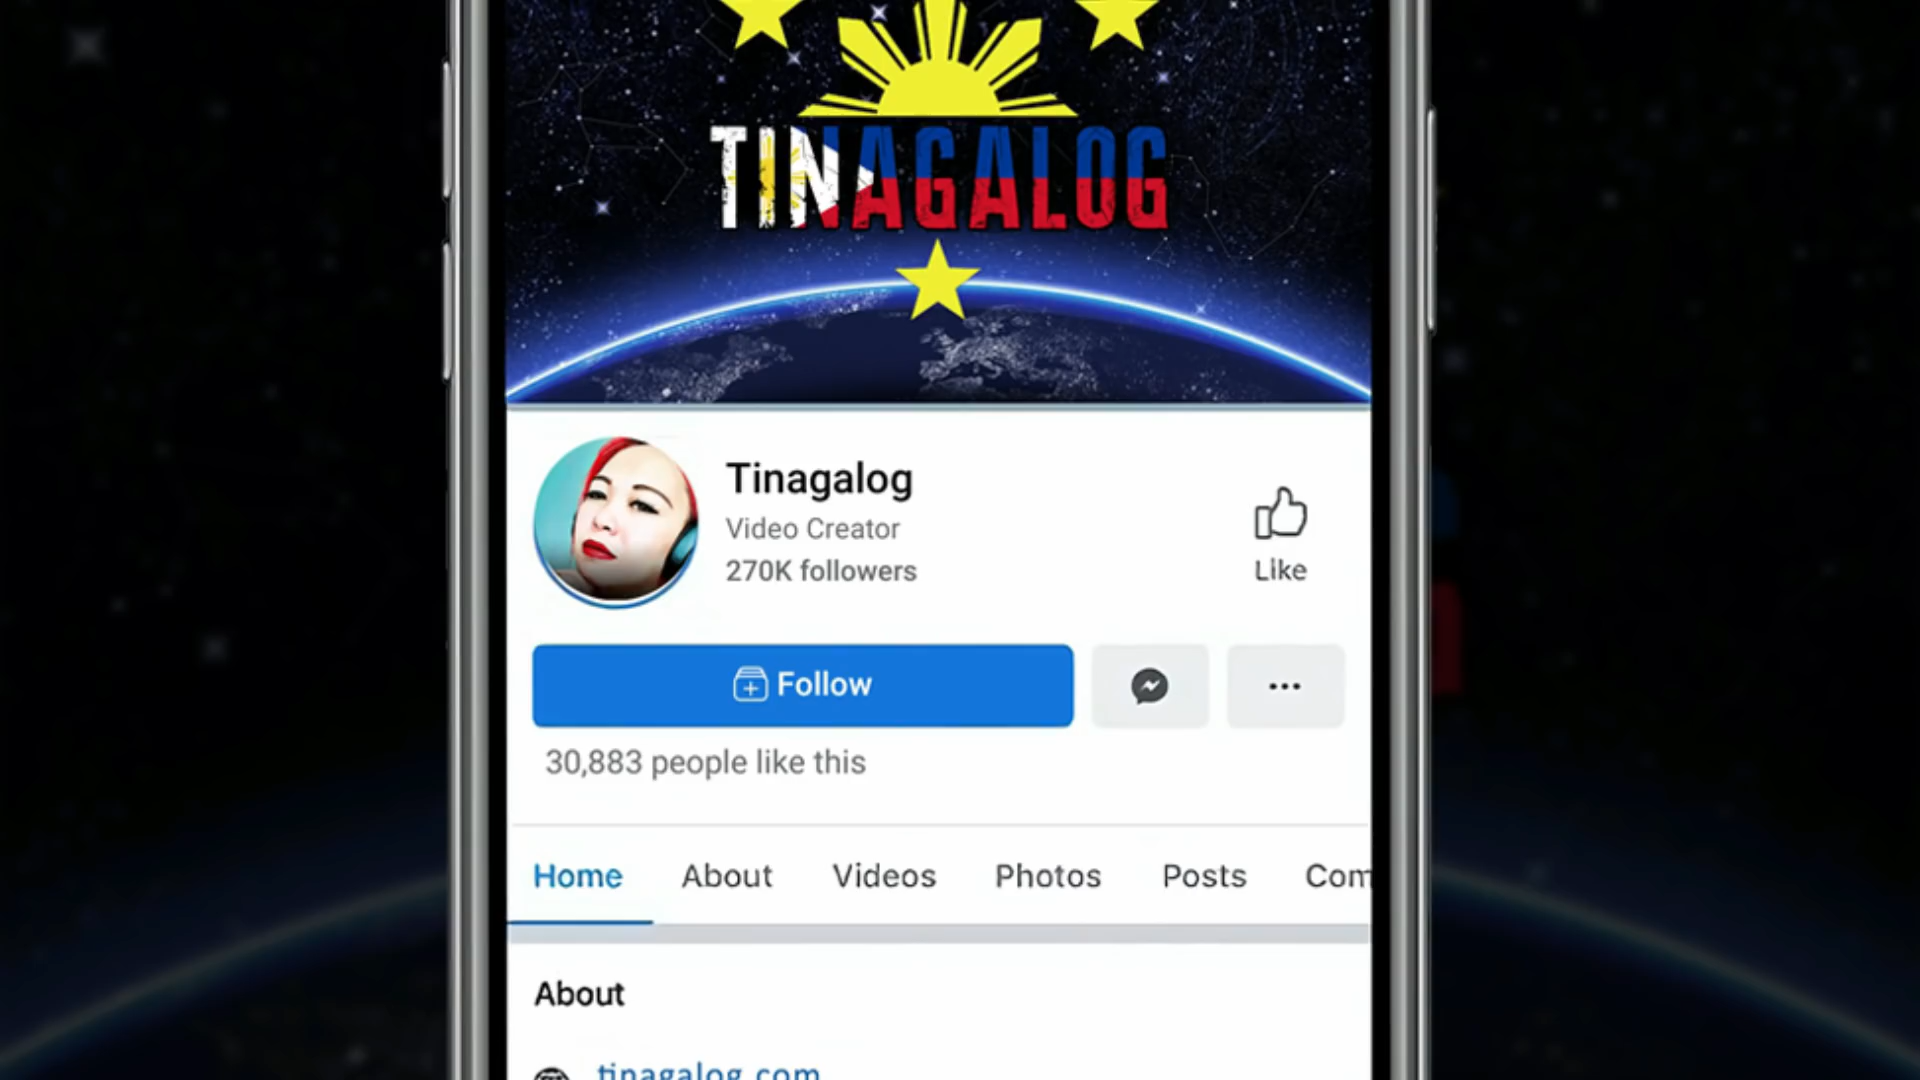 TINAGALOG
Tinagalog
Video Creator
270K followers
Like
Follow
30,883 people like this
Home About Videos Photos Posts Com
About
tinagalog.com